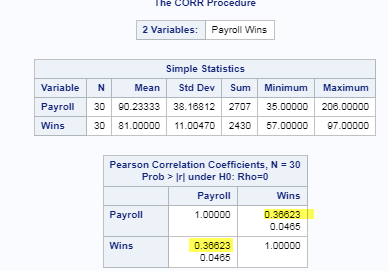 The CORR Procedure
2 Variables: Payroll Wins
Simple Statistics
Variable N Mean Std Dev Sum Minimum Maximum
Payroll 30 90.23333 38.16812 2707 35.00000 206.00000
Wins 30 81.00000 11.00470 2430 57.00000 97.00000
Pearson Correlation Coefficients, N = 30
Prob > |r| under H0: Rho=0
Payroll Wins
Payroll 1.00000 0.36623
0.0465
Wins 0.36623 1.00000
0.0465